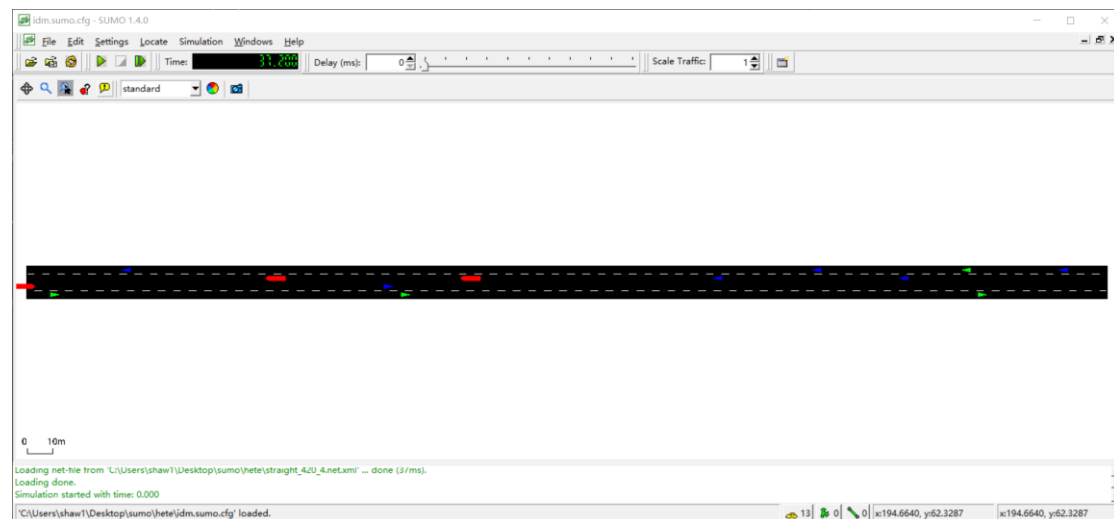 idm.sumo.cfg - SUMO 1.4.0
File Edit Settings Locate Simulation Windows Help
Time: 37.200 Delay (ms): 0 Scale Traffic: 1
standard
0 10m
Loading net-file from 'C:\Users\shaw1\Desktop\sumo\hete\straight_420_4.net.xml' ... done (37ms).
Loading done.
Simulation started with time: 0.000
'C:\Users\shaw1\Desktop\sumo\hete\idm.sumo.cfg' loaded. 13 0 0 x:194.6640, y:62.3287 x:194.6640, y:62.3287